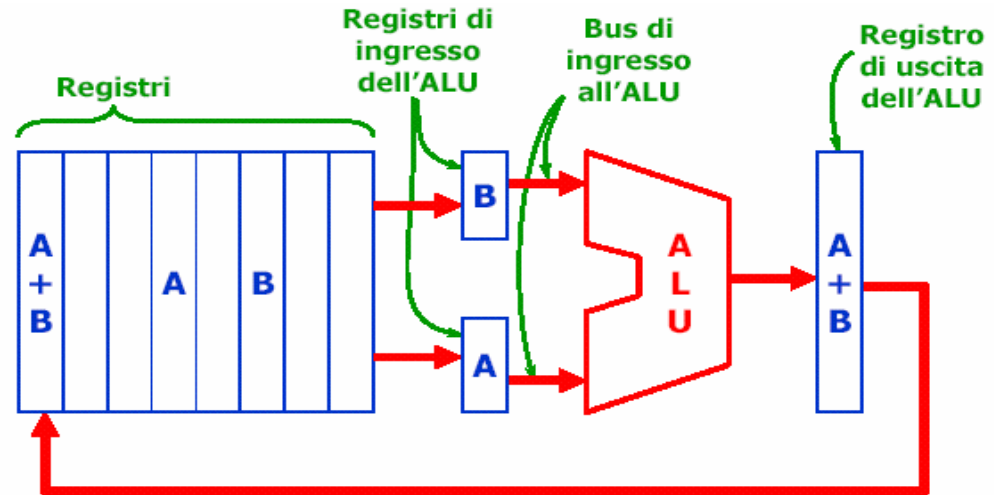 Registri di
ingresso
dell'ALU
Bus di
ingresso
all'ALU
Registro
di uscita
dell'ALU
Registri
A
+
B
A
B
B
A
A
L
U
A
+
B